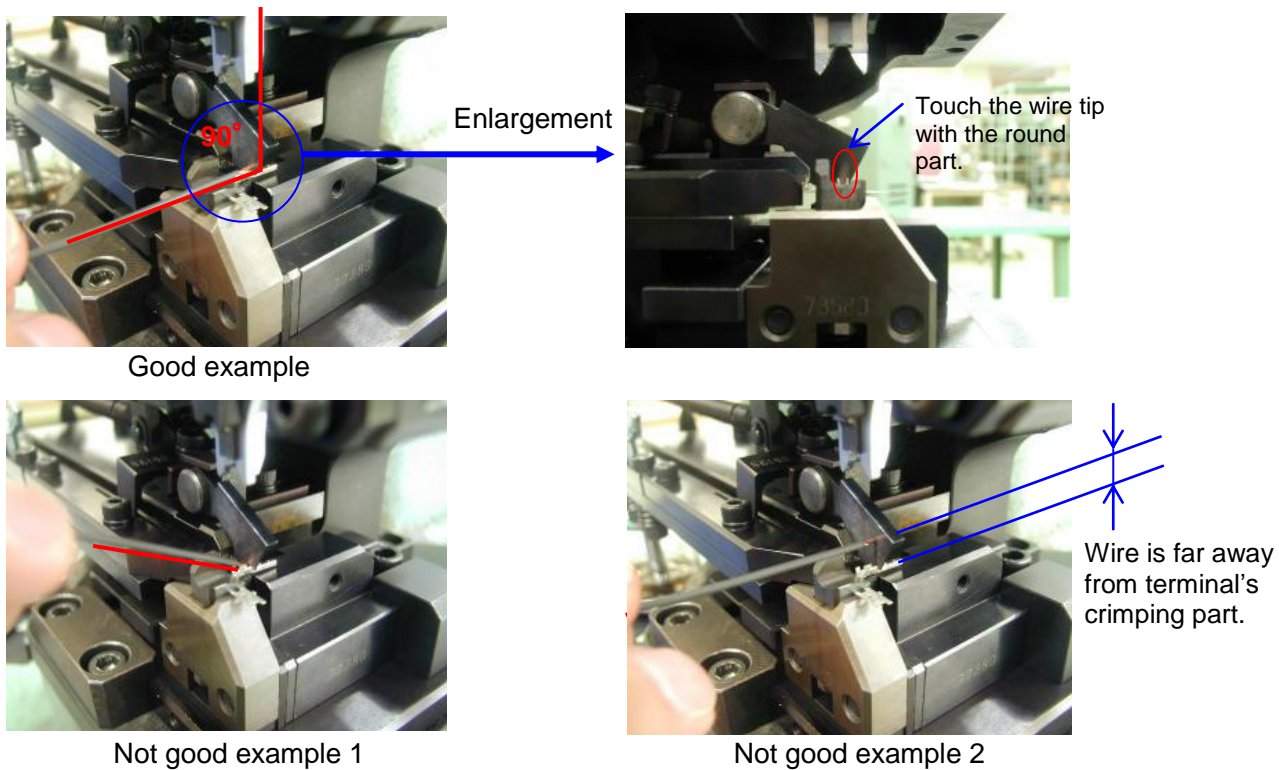 90°
Enlargement
Touch the wire tip
with the round
part.
78520
Good example
Wire is far away
from terminal's
crimping part.
Not good example 1
Not good example 2